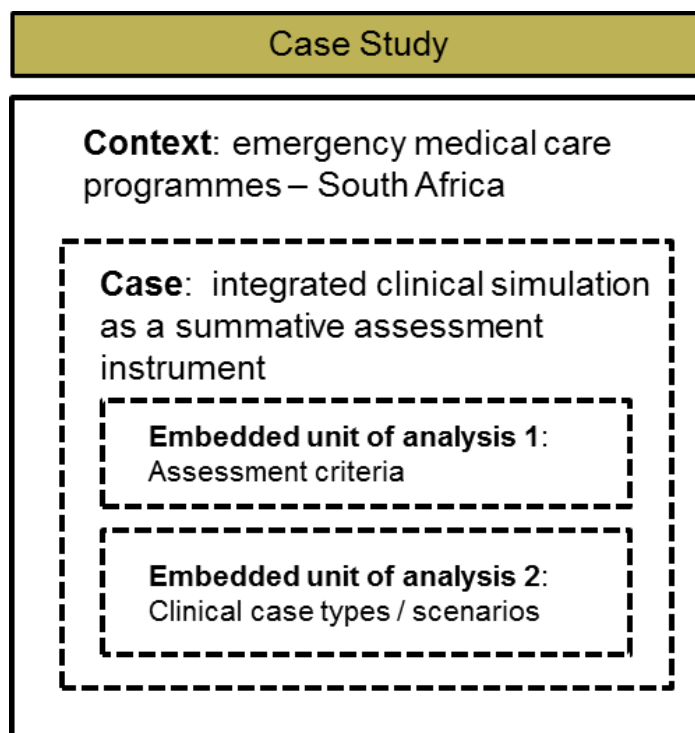 Case Study
Context: emergency medical care
programmes – South Africa
Case: integrated clinical simulation
as a summative assessment
instrument
Embedded unit of analysis 1:
Assessment criteria
Embedded unit of analysis 2:
Clinical case types / scenarios